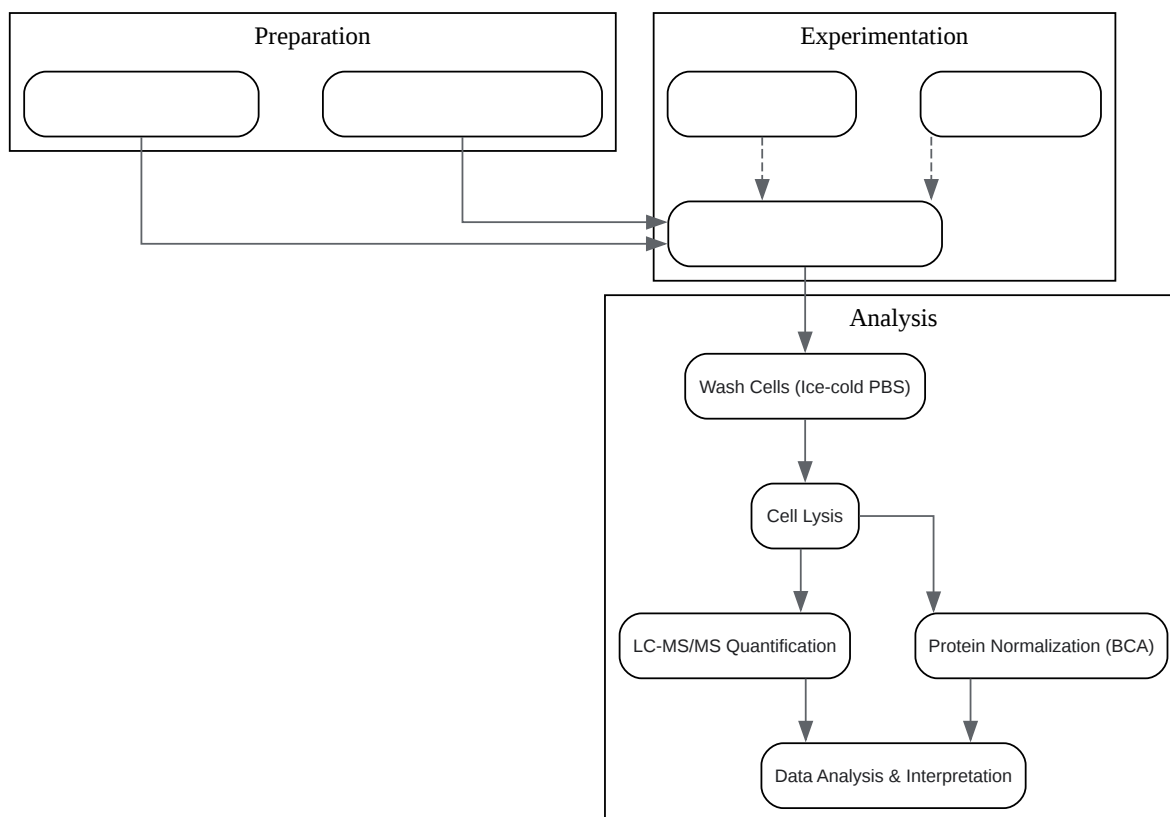 Preparation
Experimentation
Analysis
Wash Cells (Ice-cold PBS)
Cell Lysis
LC-MS/MS Quantification
Protein Normalization (BCA)
Data Analysis & Interpretation